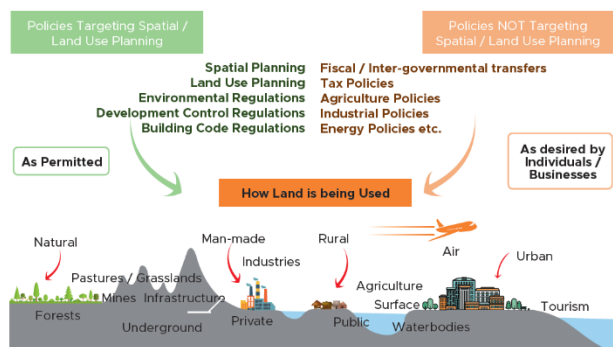 Policies Targeting Spatial /
Land Use Planning
Policies NOT Targeting
Spatial / Land Use Planning
Spatial Planning
Land Use Planning
Environmental Regulations
Development Control Regulations
Building Code Regulations
Fiscal / Inter-governmental transfers
Tax Policies
Agriculture Policies
Industrial Policies
Energy Policies etc.
As Permitted
As desired by
Individuals /
Businesses
How Land is being Used
Natural
Man-made
Rural
Air
Urban
Industries
Pastures / Grasslands
Mines
Infrastructure
Agriculture
Surface
Tourism
Forests
Underground
Private
Public
Waterbodies